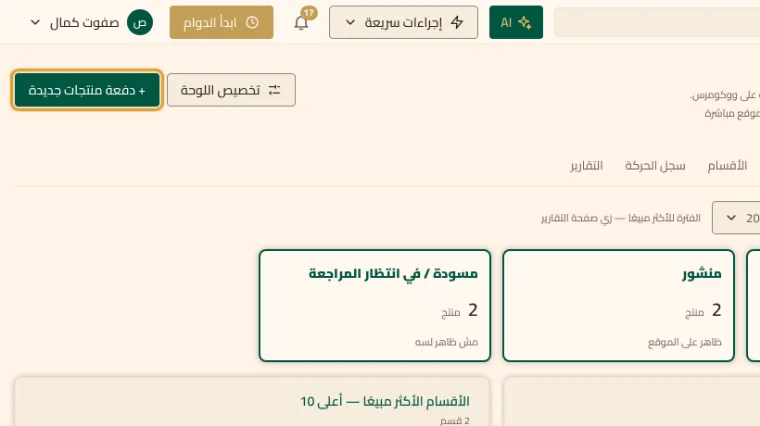 AI
إجراءات سريعة
17
ابدأ الدوام
ص
صفوت كمال
تخصيص اللوحة
+ دفعة منتجات جديدة
على ووكومرس.
موقع مباشرة
الأقسام
سجل الحركة
التقارير
20
الفترة للأكثر مبيعًا — زي صفحة التقارير
منشور
2 منتج
ظاهر على الموقع
مسودة / في انتظار المراجعة
2 منتج
مش ظاهر لسه
الأقسام الأكثر مبيعًا — أعلى 10
2 قسم